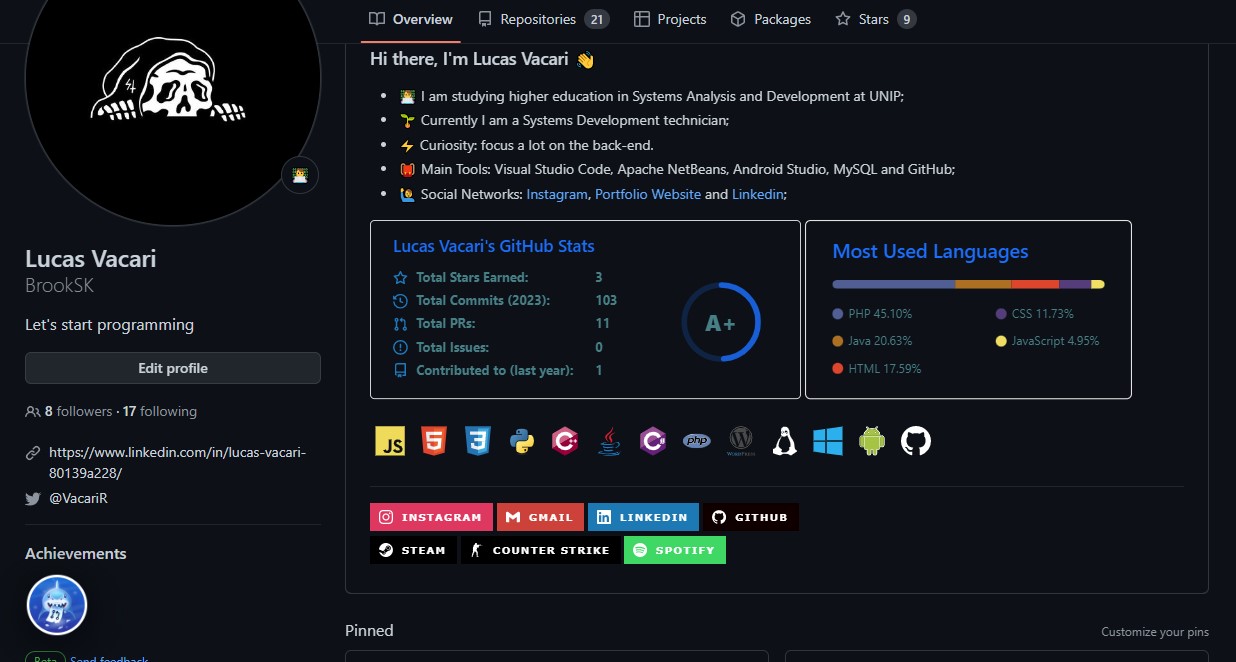 Overview Repositories 21 Projects Packages Stars 9
Hi there, I'm Lucas Vacari
I am studying higher education in Systems Analysis and Development at UNIP;
Currently I am a Systems Development technician;
Curiosity: focus a lot on the back-end.
Main Tools: Visual Studio Code, Apache NetBeans, Android Studio, MySQL and GitHub;
Social Networks: Instagram, Portfolio Website and Linkedin;
Lucas Vacari's GitHub Stats
Total Stars Earned: 3
Total Commits (2023): 103
Total PRs: 11
Total Issues: 0
Contributed to (last year): 1
A+
Most Used Languages
PHP 45.10%
Java 20.63%
HTML 17.59%
CSS 11.73%
JavaScript 4.95%
JS 5 3 php WordPress
INSTAGRAM GMAIL LINKEDIN GITHUB
STEAM COUNTER STRIKE SPOTIFY
Lucas Vacari
BrookSK
Let's start programming
Edit profile
8 followers · 17 following
https://www.linkedin.com/in/lucas-vacari-
80139a228/
@VacariR
Achievements
Beta Send feedback
Pinned
Customize your pins